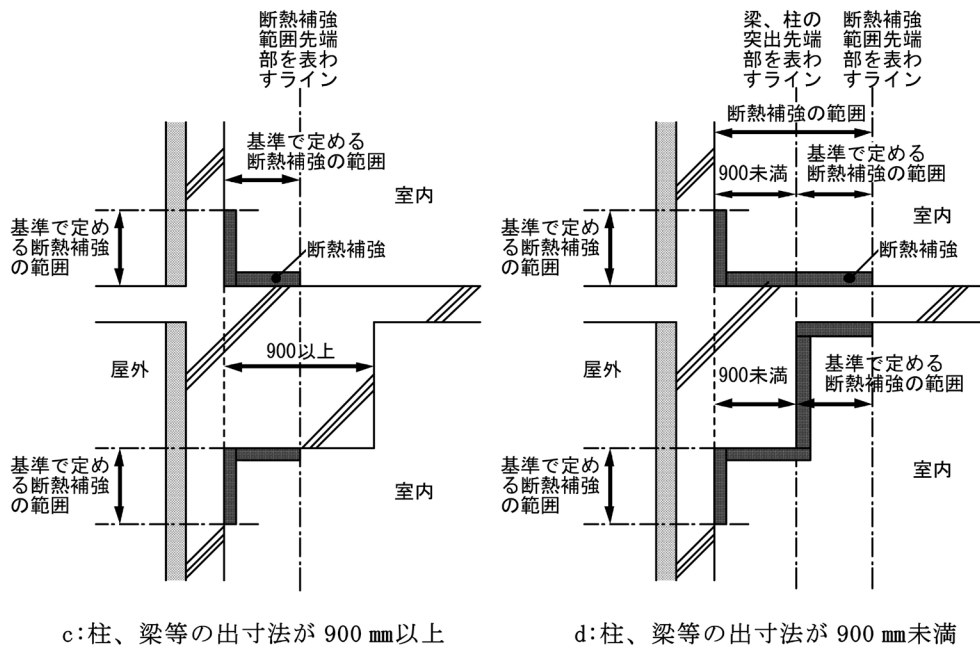 断熱補強
範囲先端
部を表わ
すライン
基準で定める
断熱補強の範囲
室内
基準で定め
る断熱補強
の範囲
断熱補強
屋外
900以上
基準で定め
る断熱補強
の範囲
室内
c:柱、梁等の出寸法が 900 ㎜以上
梁、柱の
突出先端
部を表わ
すライン
断熱補強
範囲先端
部を表わ
すライン
断熱補強の範囲
900未満
基準で定める
断熱補強の範囲
室内
基準で定め
る断熱補強
の範囲
断熱補強
屋外
900未満
基準で定める
断熱補強の範囲
基準で定め
る断熱補強
の範囲
室内
d:柱、梁等の出寸法が 900 ㎜未満